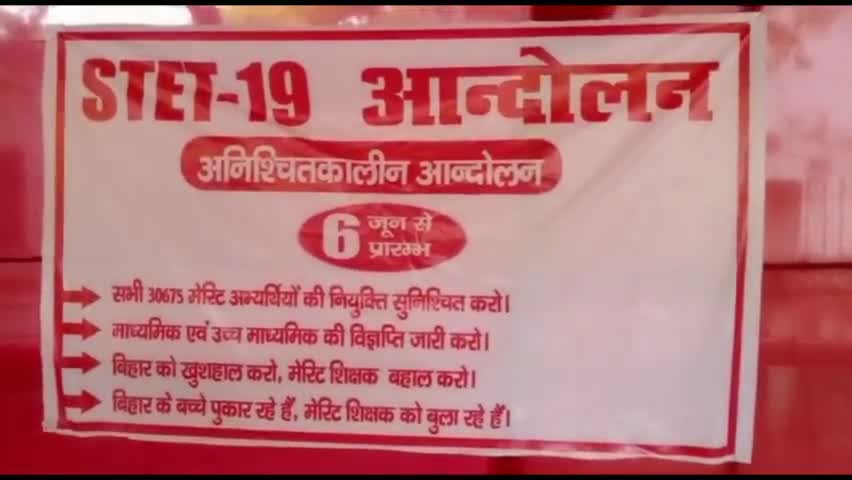 STET-19 आन्दोलन
अनिश्चितकालीन आन्दोलन
6 जून से
प्रारम्भ
सभी 30675 मेरिट अभ्यर्थियों की नियुक्ति सुनिश्चित करो।
माध्यमिक एवं उच्च माध्यमिक की विज्ञप्ति जारी करो।
बिहार को खुशहाल करो, मेरिट शिक्षक बहाल करो।
बिहार के बच्चे पुकार रहे हैं, मेरिट शिक्षक को बुला रहे हैं।